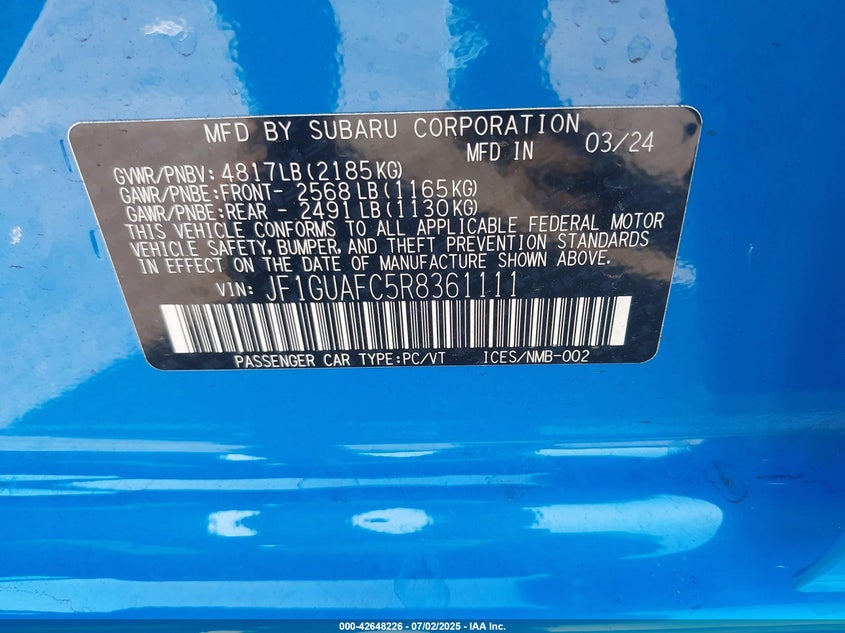 MFD BY SUBARU CORPORATION
MFD IN 03/24
GVWR/PNBV: 4817LB(2185KG)
GAWR/PNBE:FRONT- 2568 LB(1165KG)
GAWR/PNBE:REAR - 2491 LB(1130KG)
THIS VEHICLE CONFORMS TO ALL APPLICABLE FEDERAL MOTOR
VEHICLE SAFETY, BUMPER, AND THEFT PREVENTION STANDARDS
IN EFFECT ON THE DATE OF MANUFACTURE SHOWN ABOVE.
VIN: JF1GUAFC5R8361111
PASSENGER CAR TYPE:PC/VT ICES/NMB-002
000-42648226 - 07/02/2025 - IAA Inc.